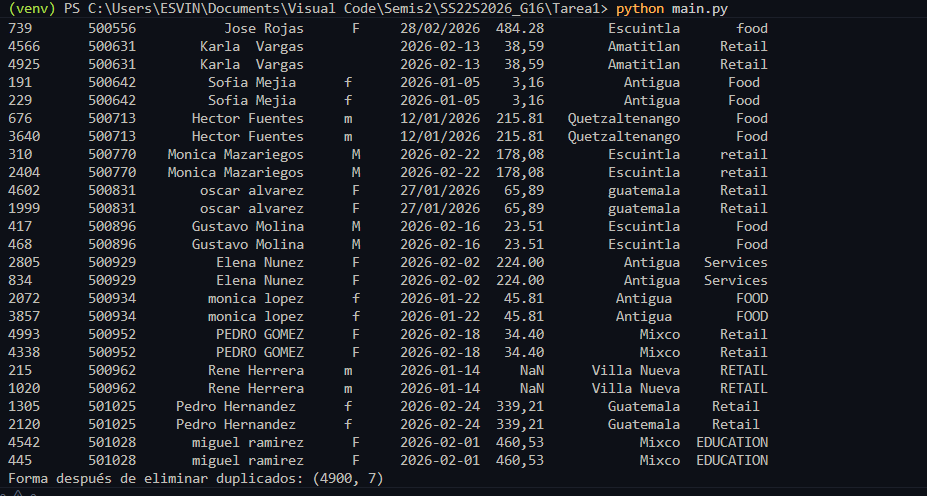 (venv) PS C:\Users\ESVIN\Documents\Visual Code\Semis2\SS22S2026_G16\Tarea1> python main.py
739 500556 Jose Rojas F 28/02/2026 484.28 Escuintla food
4566 500631 Karla  Vargas 2026-02-13 38,59 Amatitlan Retail
4925 500631 Karla  Vargas 2026-02-13 38,59 Amatitlan Retail
191 500642 Sofia Mejia f 2026-01-05 3,16 Antigua Food
229 500642 Sofia Mejia f 2026-01-05 3,16 Antigua Food
676 500713 Hector Fuentes m 12/01/2026 215.81 Quetzaltenango Food
3640 500713 Hector Fuentes m 12/01/2026 215.81 Quetzaltenango Food
310 500770 Monica Mazariegos M 2026-02-22 178,08 Escuintla retail
2404 500770 Monica Mazariegos M 2026-02-22 178,08 Escuintla retail
4602 500831 oscar alvarez F 27/01/2026 65,89 guatemala Retail
1999 500831 oscar alvarez F 27/01/2026 65,89 guatemala Retail
417 500896 Gustavo Molina M 2026-02-16 23.51 Escuintla Food
468 500896 Gustavo Molina M 2026-02-16 23.51 Escuintla Food
2805 500929 Elena Nunez F 2026-02-02 224.00 Antigua Services
834 500929 Elena Nunez F 2026-02-02 224.00 Antigua Services
2072 500934 monica lopez f 2026-01-22 45.81 Antigua FOOD
3857 500934 monica lopez f 2026-01-22 45.81 Antigua FOOD
4993 500952 PEDRO GOMEZ F 2026-02-18 34.40 Mixco Retail
4338 500952 PEDRO GOMEZ F 2026-02-18 34.40 Mixco Retail
215 500962 Rene Herrera m 2026-01-14 NaN Villa Nueva RETAIL
1020 500962 Rene Herrera m 2026-01-14 NaN Villa Nueva RETAIL
1305 501025 Pedro Hernandez f 2026-02-24 339,21 Guatemala Retail
2120 501025 Pedro Hernandez f 2026-02-24 339,21 Guatemala Retail
4542 501028 miguel ramirez F 2026-02-01 460,53 Mixco EDUCATION
445 501028 miguel ramirez F 2026-02-01 460,53 Mixco EDUCATION
Forma después de eliminar duplicados: (4900, 7)